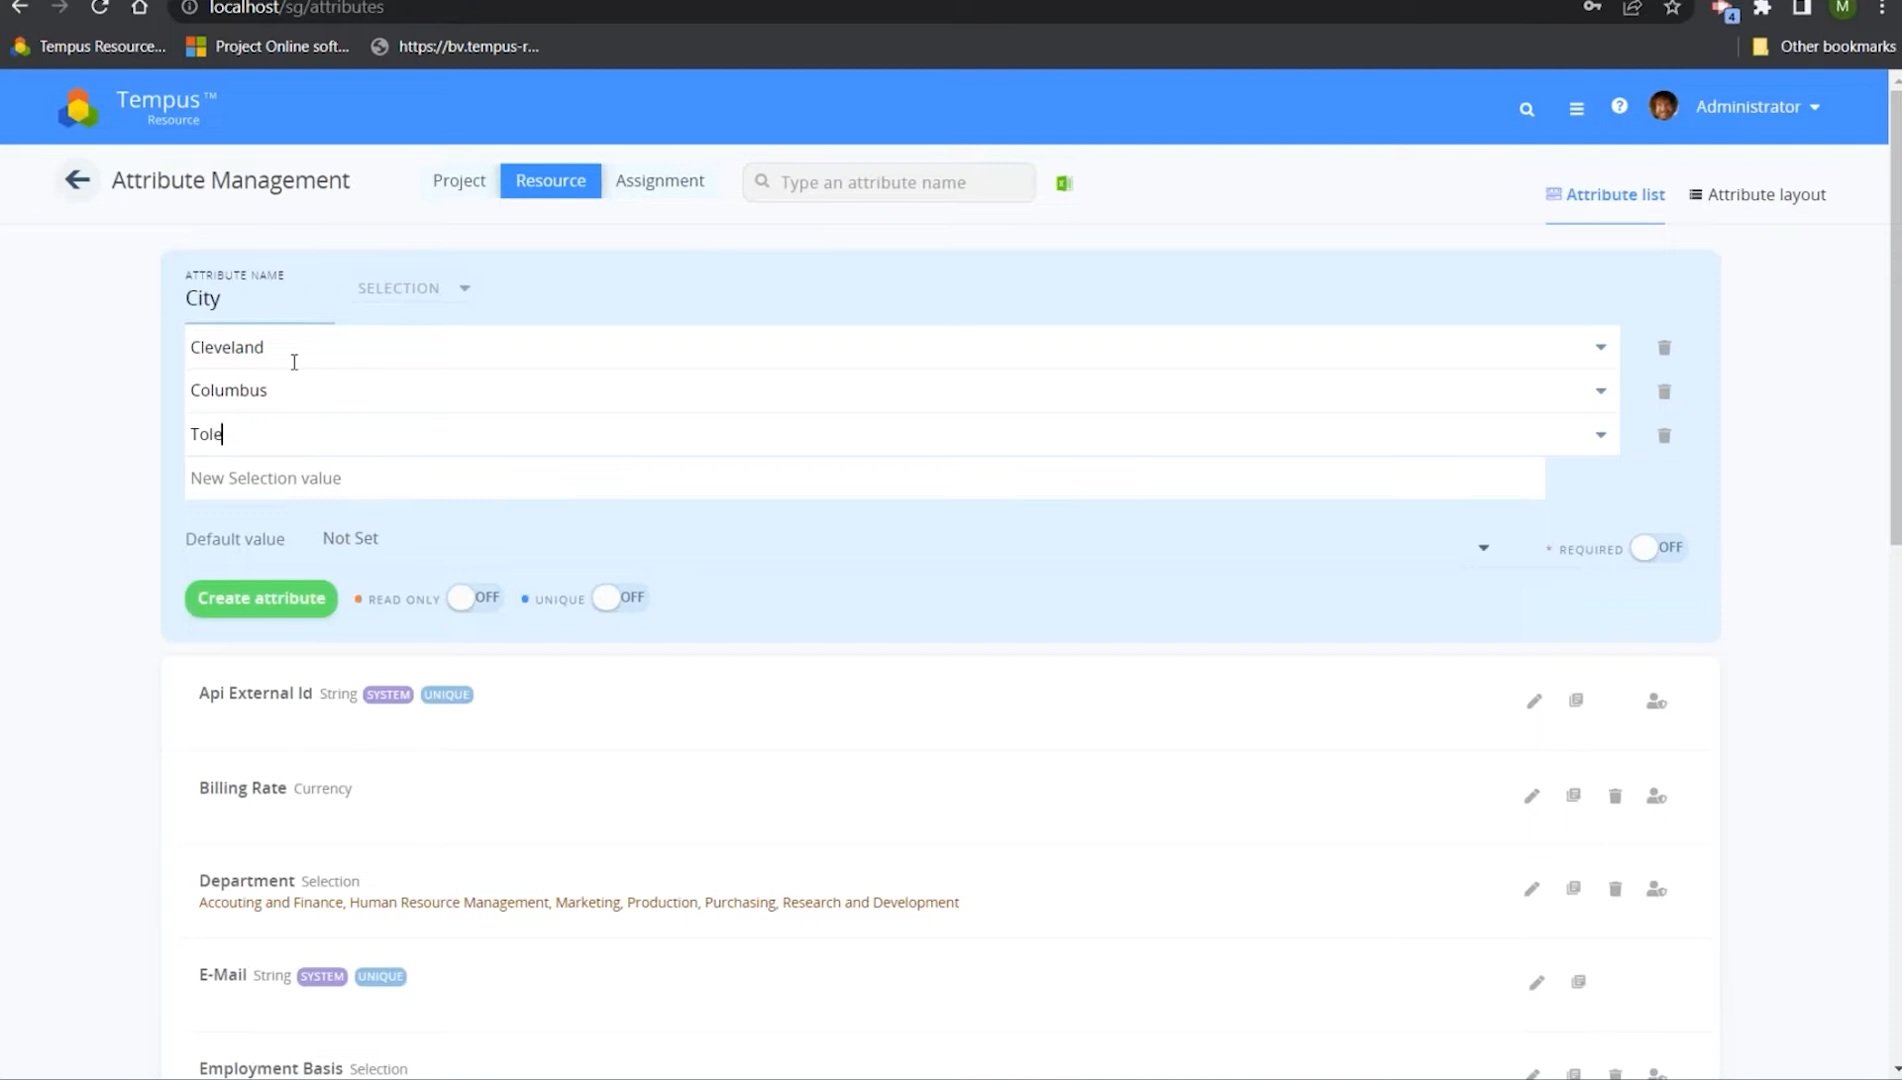 localhost/sg/attributes
4
M
Tempus Resource...
Project Online soft...
https://bv.tempus-r...
Other bookmarks
Tempus™
Resource
Administrator
Attribute Management
Project
Resource
Assignment
Type an attribute name
Attribute list
Attribute layout
ATTRIBUTE NAME
City
SELECTION
Cleveland
Columbus
Tole
New Selection value
Default value Not Set
* REQUIRED OFF
Create attribute
READ ONLY OFF
UNIQUE OFF
Api External Id String SYSTEM UNIQUE
Billing Rate Currency
Department Selection
Accouting and Finance, Human Resource Management, Marketing, Production, Purchasing, Research and Development
E-Mail String SYSTEM UNIQUE
Employment Basis Selection